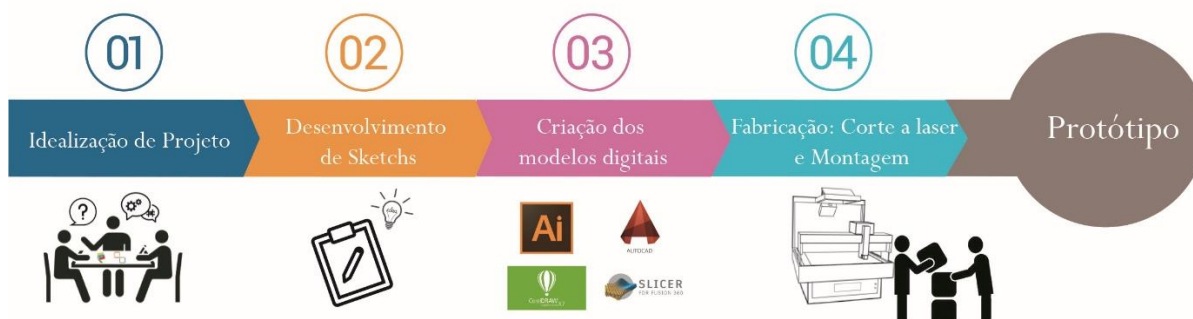 01
02
03
04
Idealização de Projeto
Desenvolvimento
de Sketchs
Criação dos
modelos digitais
Fabricação: Corte a laser
e Montagem
Protótipo
?
Ai
AUTOCAD
CorelDRAW
SLICER
FOR FUSION 360